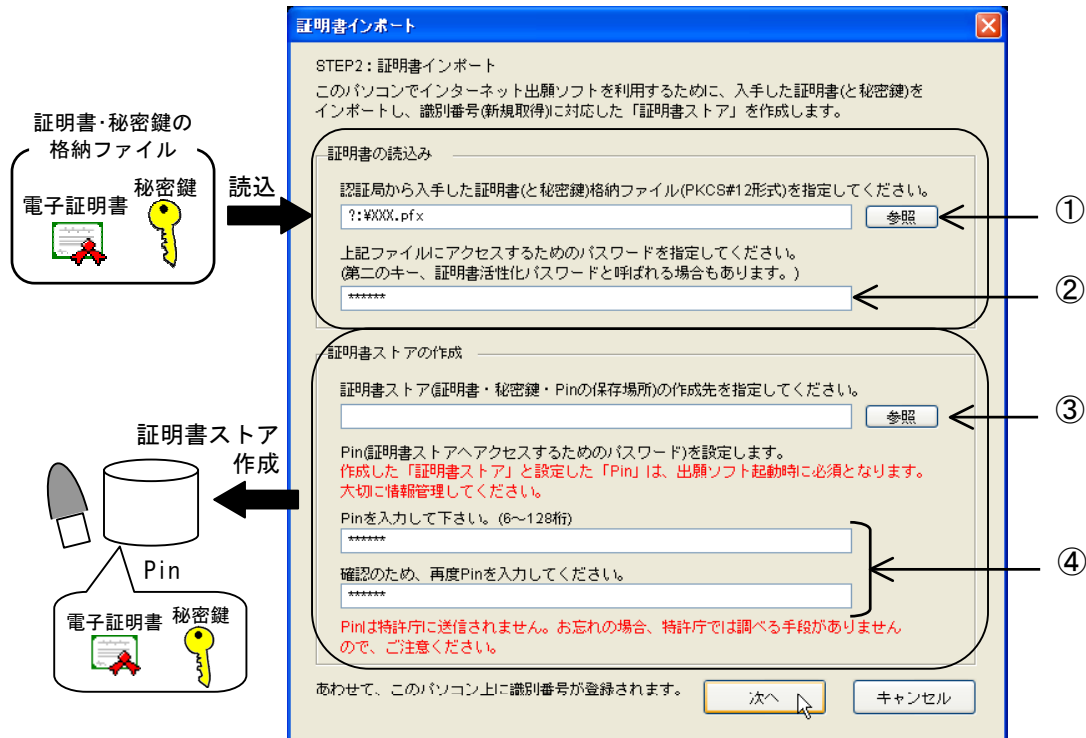 証明書インポート
STEP2：証明書インポート
このパソコンでインターネット出願ソフトを利用するために、入手した証明書(と秘密鍵)を
インポートし、識別番号(新規取得)に対応した「証明書ストア」を作成します。
証明書・秘密鍵の
格納ファイル
電子証明書
秘密鍵
読込
証明書の読込み
認証局から入手した証明書(と秘密鍵)格納ファイル(PKCS#12形式)を指定してください。
?:¥XXX.pfx
参照
①
上記ファイルにアクセスするためのパスワードを指定してください。
(第二のキー、証明書活性化パスワードと呼ばれる場合もあります。)
******
②
証明書ストアの作成
証明書ストア(証明書・秘密鍵・Pinの保存場所)の作成先を指定してください。
参照
③
証明書ストア
作成
Pin(証明書ストアへアクセスするためのパスワード)を設定します。
作成した「証明書ストア」と設定した「Pin」は、出願ソフト起動時に必須となります。
大切に情報管理してください。
Pinを入力して下さい。(6～128桁)
******
確認のため、再度Pinを入力してください。
******
④
Pin
電子証明書
秘密鍵
Pinは特許庁に送信されません。お忘れの場合、特許庁では調べる手段がありません
ので、ご注意ください。
あわせて、このパソコン上に識別番号が登録されます。
次へ
キャンセル